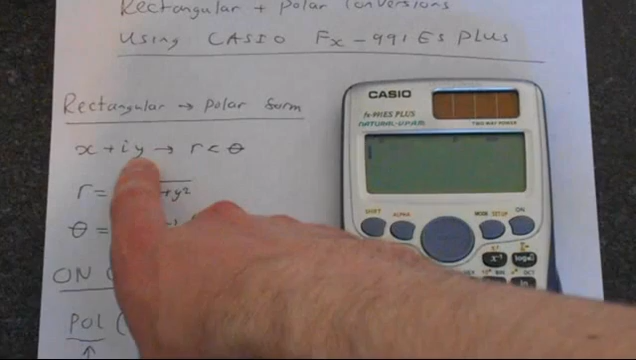 Rectangular + Polar Conversions
Using CASIO Fx-991 ES PLUS
Rectangular → Polar form
x + iy → r < θ
r = + y²
θ =
ON
POL (
CASIO
fx-991ES PLUS
NATURAL-V.P.A.M.
TWO WAY POWER
SHIFT ALPHA MODE SETUP ON